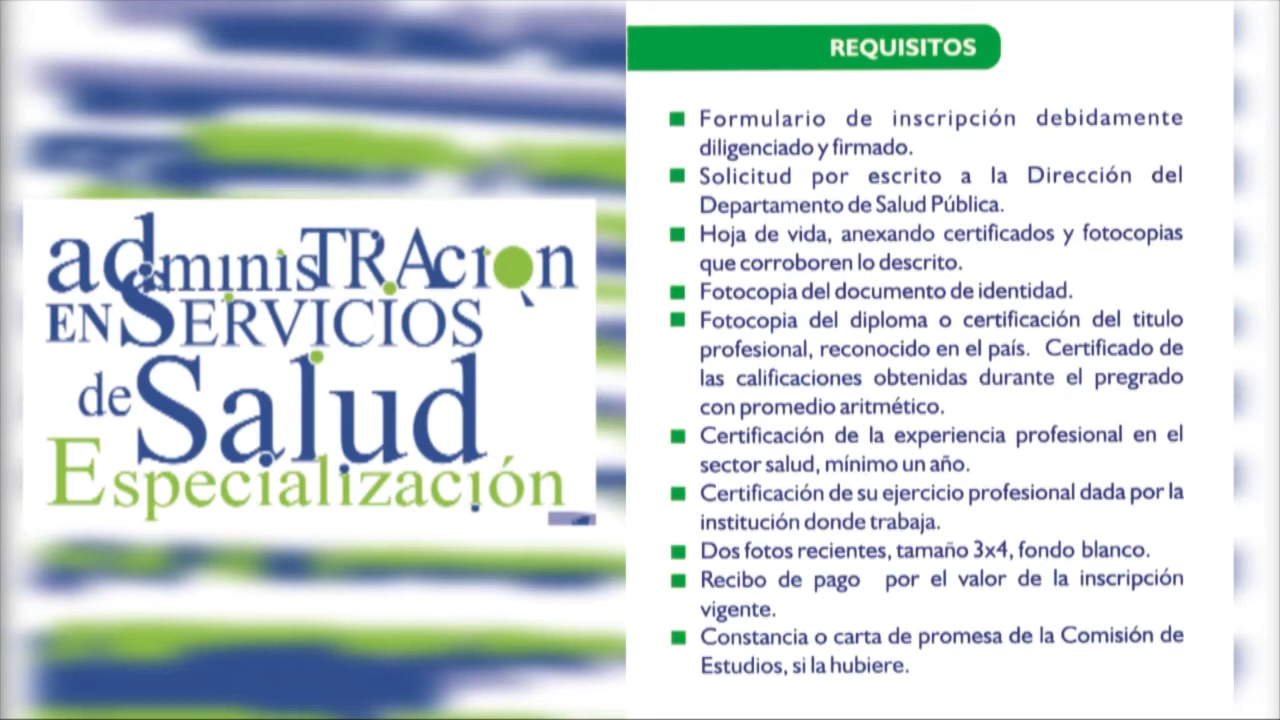 adminisTRAción
EN SERVICIOS
de Salud
Especialización
REQUISITOS
Formulario de inscripción debidamente
diligenciado y firmado.
Solicitud por escrito a la Dirección del
Departamento de Salud Pública.
Hoja de vida, anexando certificados y fotocopias
que corroboren lo descrito.
Fotocopia del documento de identidad.
Fotocopia del diploma o certificación del titulo
profesional, reconocido en el país. Certificado de
las calificaciones obtenidas durante el pregrado
con promedio aritmético.
Certificación de la experiencia profesional en el
sector salud, mínimo un año.
Certificación de su ejercicio profesional dada por la
institución donde trabaja.
Dos fotos recientes, tamaño 3x4, fondo blanco.
Recibo de pago por el valor de la inscripción
vigente.
Constancia o carta de promesa de la Comisión de
Estudios, si la hubiere.